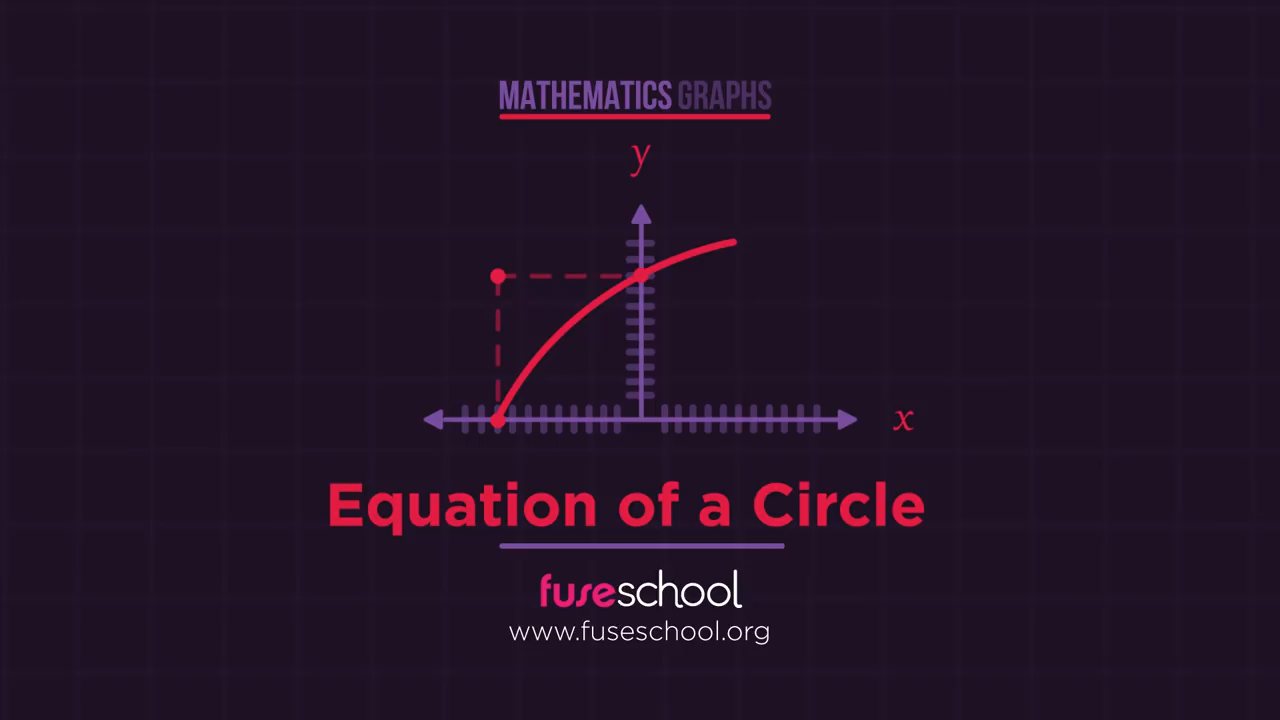 MATHEMATICS GRAPHS
y
x
Equation of a Circle
fuseschool
www.fuseschool.org